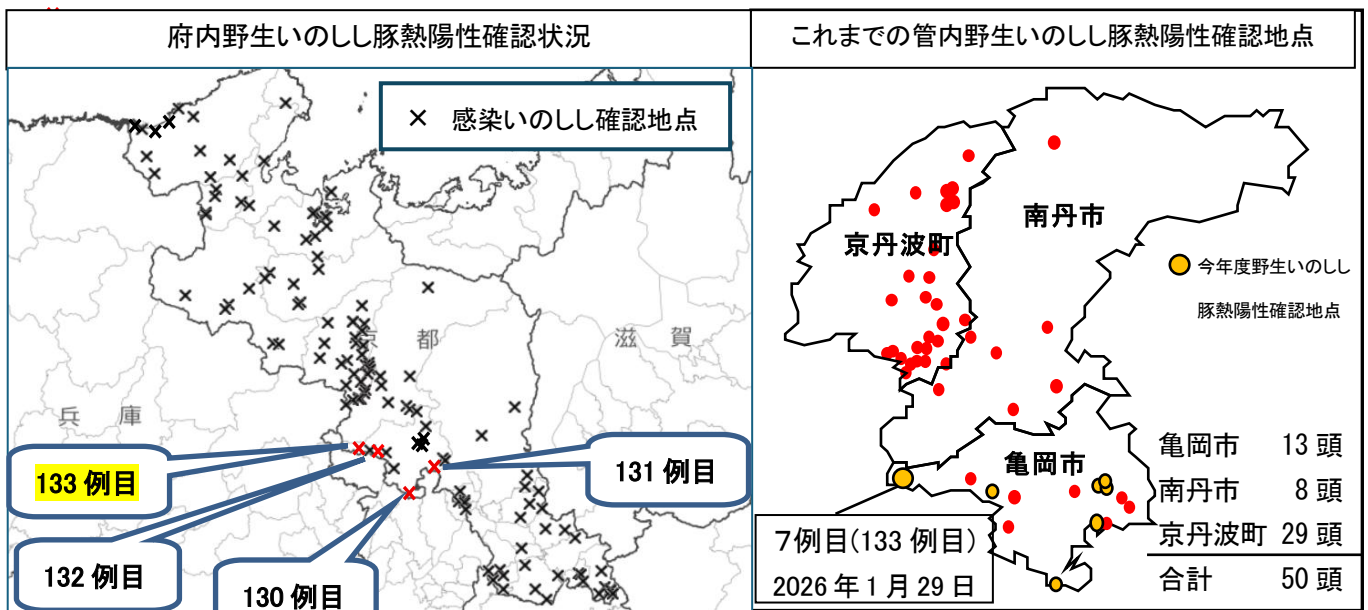 府内野生いのしし豚熱陽性確認状況
× 感染いのしし確認地点
京都
滋賀
兵庫
133 例目
131 例目
132 例目
130 例目
これまでの管内野生いのしし豚熱陽性確認地点
南丹市
京丹波町
今年度野生いのしし
豚熱陽性確認地点
亀岡市
亀岡市 13 頭
南丹市 8 頭
京丹波町 29 頭
合計 50 頭
7例目(133 例目)
2026 年 1 月 29 日